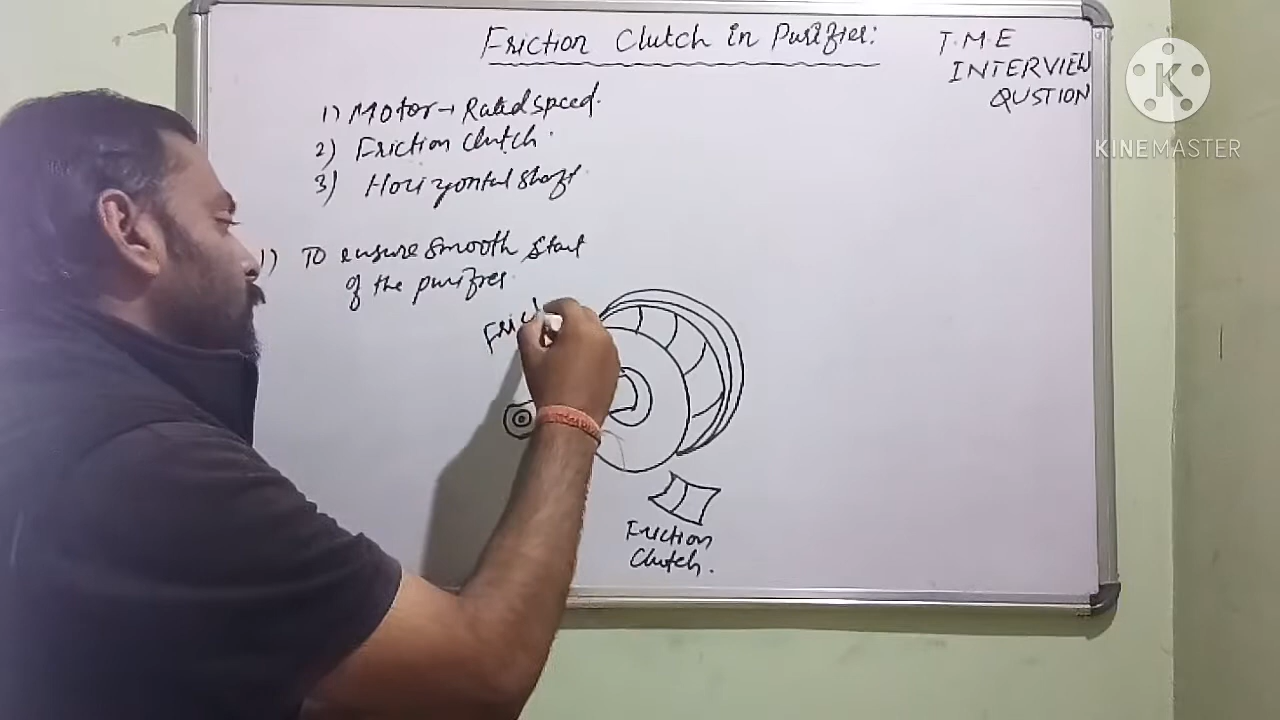 Friction Clutch in Purifier:
T.M.E
INTERVIEW
QUSTION
K
KINEMASTER
1) Motor → Rated speed.
2) Friction Clutch.
3) Horizontal shaft.
1) To ensure smooth start
of the purifier.
Frict
Friction
Clutch.